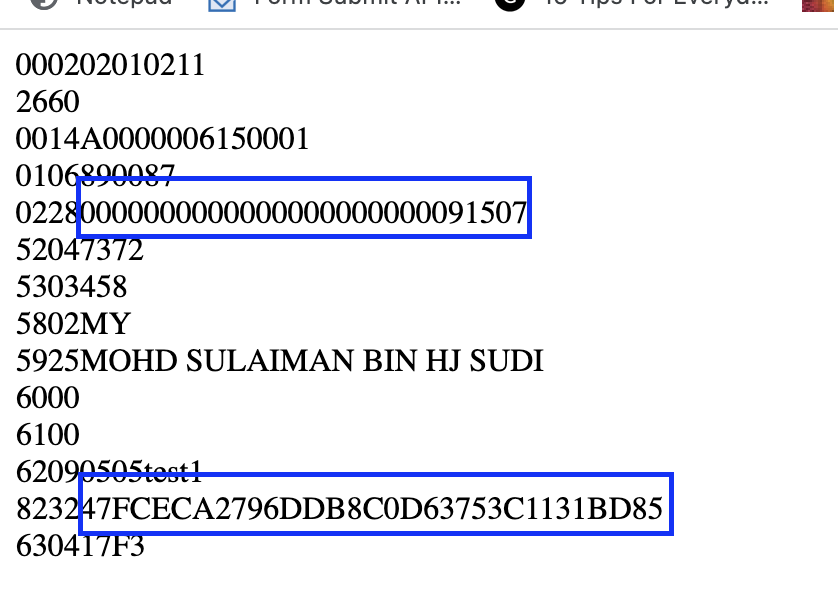 Notepad Form Submit API... 10 Tips For Everyd...
000202010211
2660
0014A0000006150001
0106890087
02280000000000000000000000091507
52047372
5303458
5802MY
5925MOHD SULAIMAN BIN HJ SUDI
6000
6100
62090505test1
823247FCECA2796DDB8C0D63753C1131BD85
630417F3